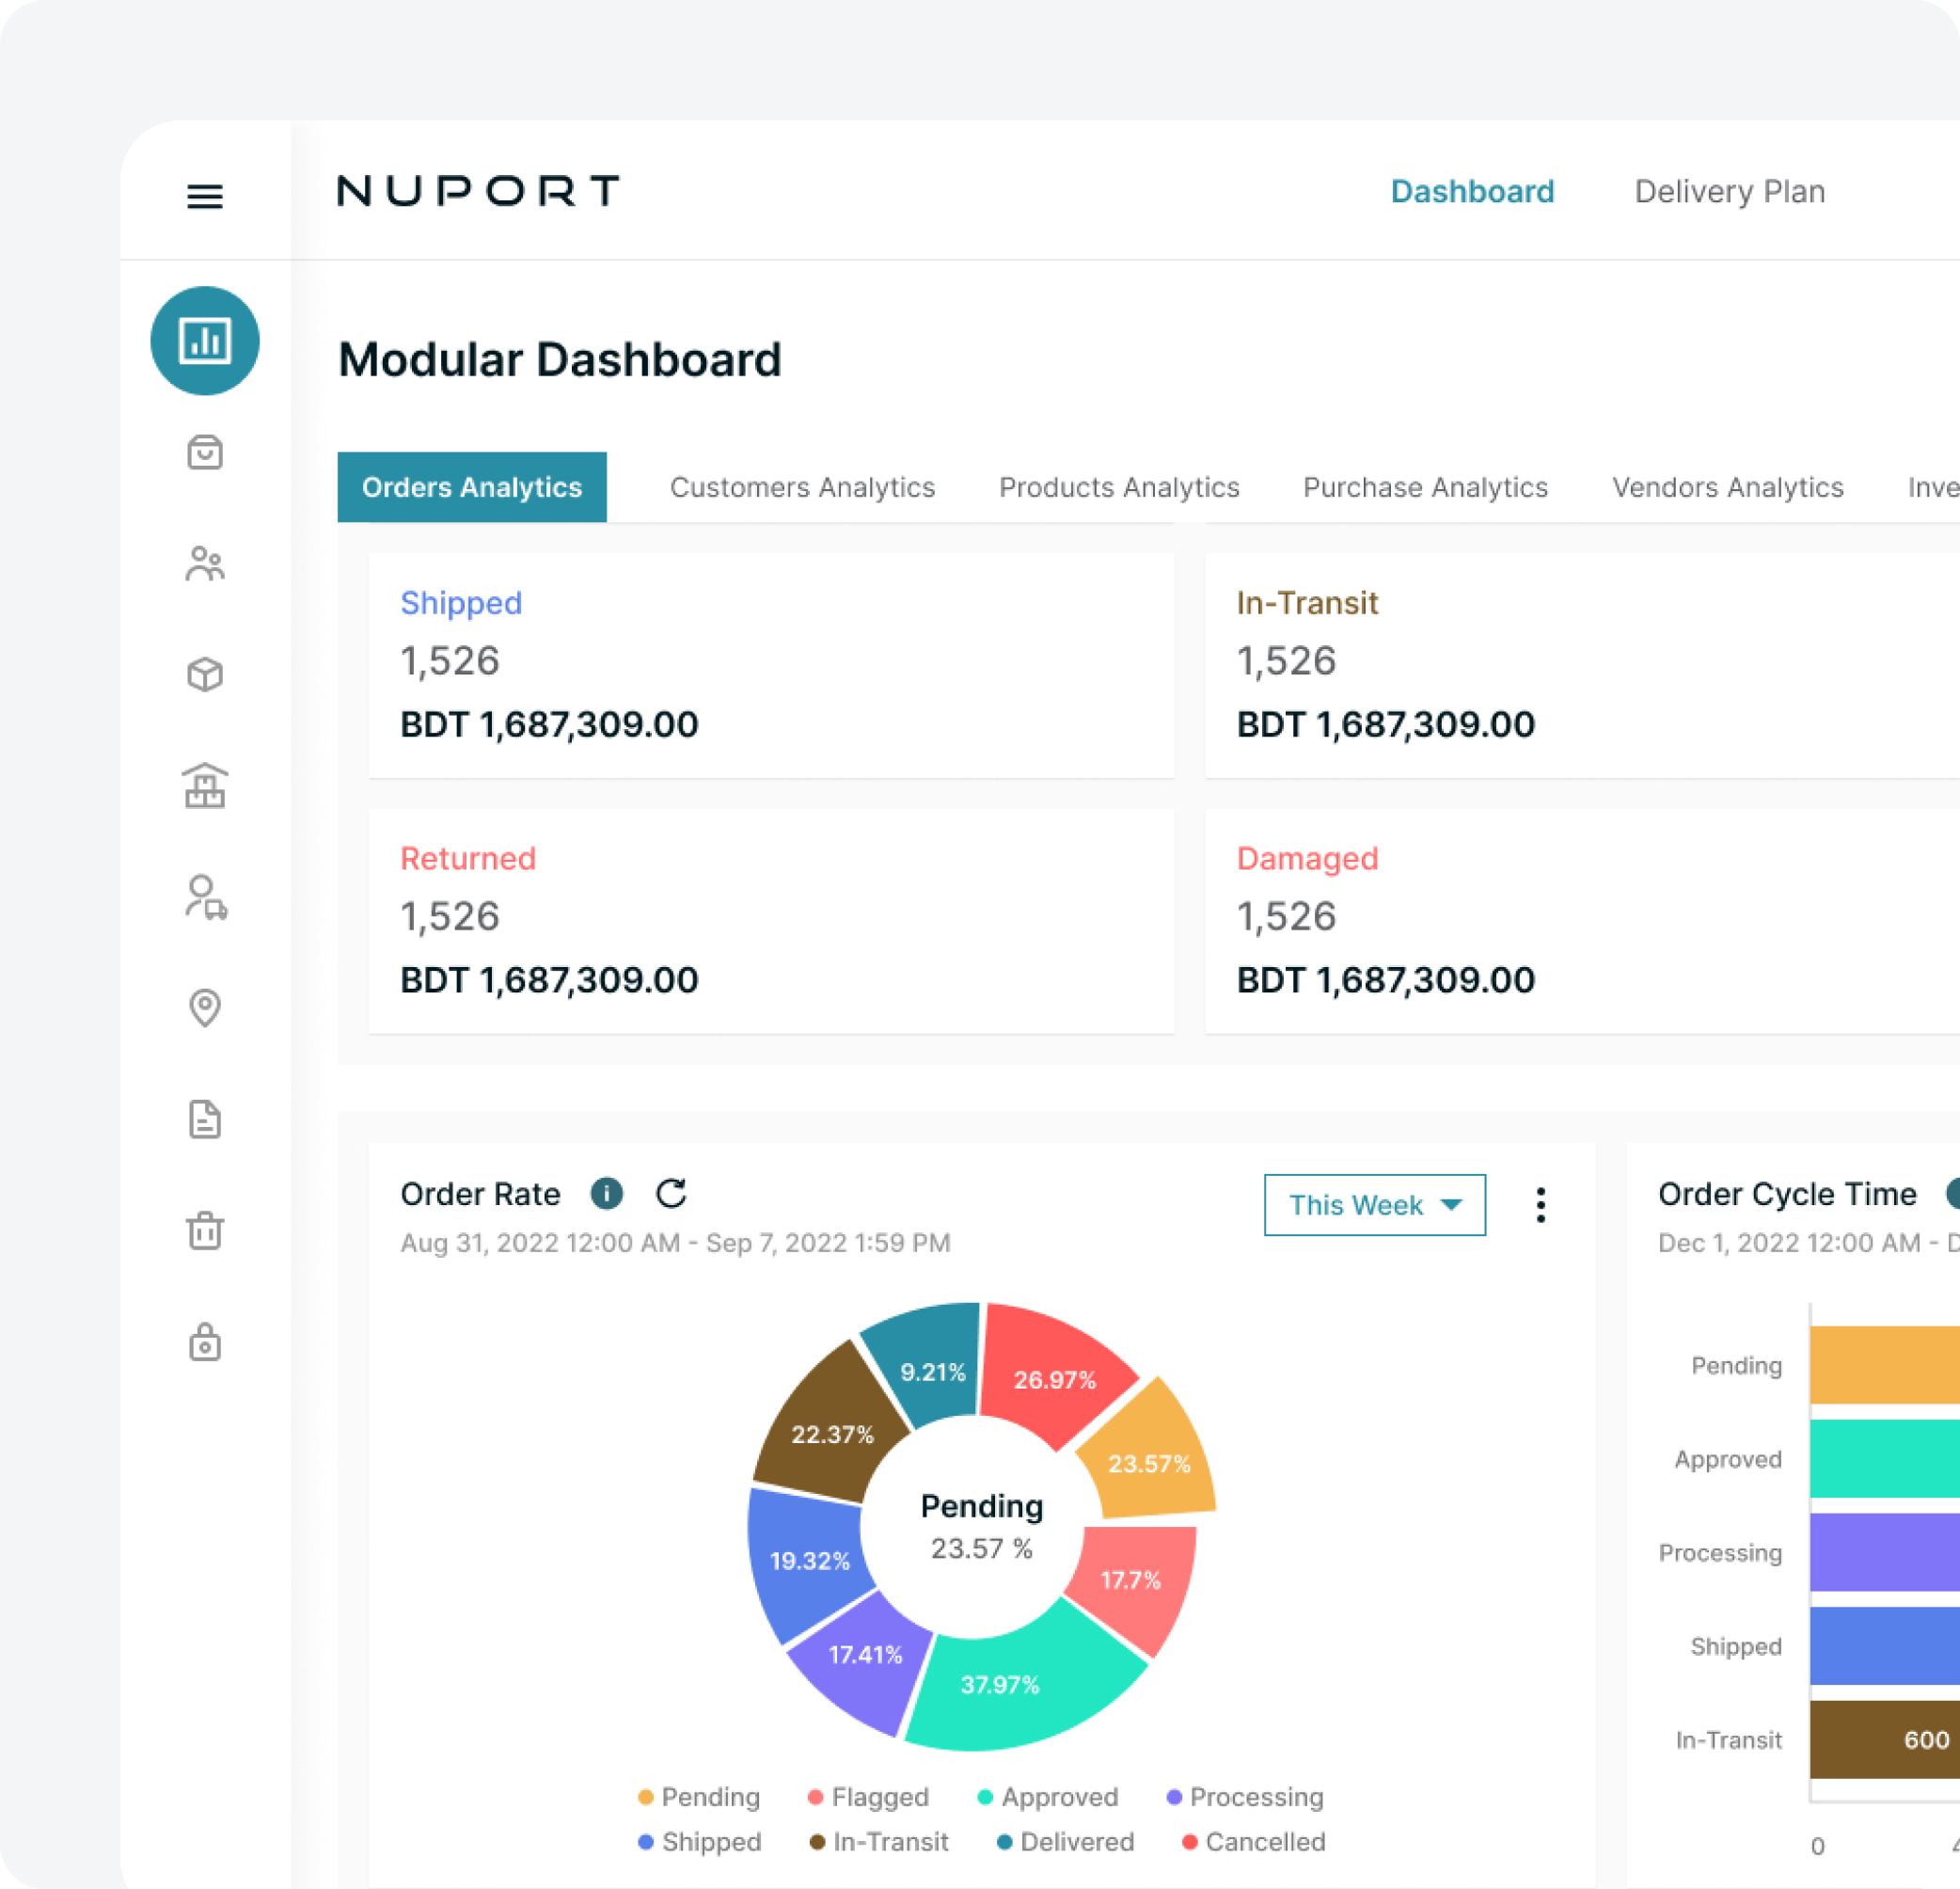 NUPORT
Dashboard Delivery Plan
Modular Dashboard
Orders Analytics Customers Analytics Products Analytics Purchase Analytics Vendors Analytics
Shipped
1,526
BDT 1,687,309.00
In-Transit
1,526
BDT 1,687,309.00
Returned
1,526
BDT 1,687,309.00
Damaged
1,526
BDT 1,687,309.00
Order Rate
This Week
Aug 31, 2022 12:00 AM - Sep 7, 2022 1:59 PM
9.21%
26.97%
22.37%
23.57%
Pending
23.57 %
19.32%
17.7%
17.41%
37.97%
Pending Flagged Approved Processing
Shipped In-Transit Delivered Cancelled
Order Cycle Time
Dec 1, 2022 12:00 AM -
Pending
Approved
Processing
Shipped
In-Transit 600
0